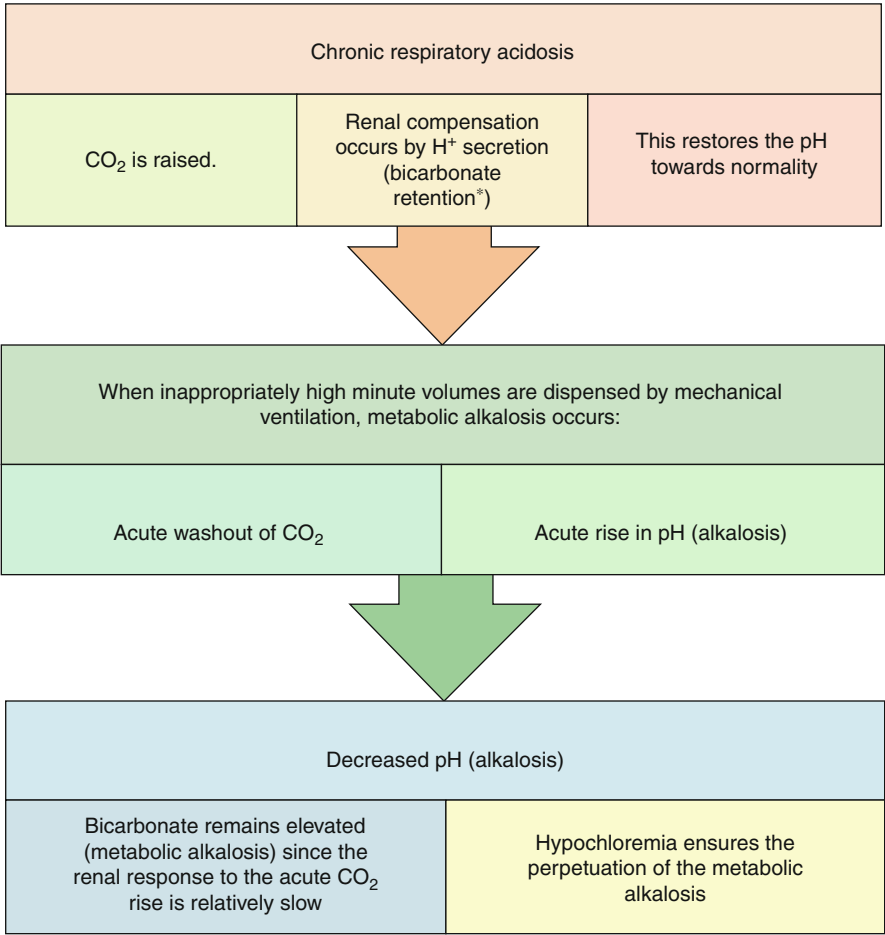 Chronic respiratory acidosis
CO₂ is raised.
Renal compensation
occurs by H⁺ secretion
(bicarbonate
retention*)
This restores the pH
towards normality
When inappropriately high minute volumes are dispensed by mechanical
ventilation, metabolic alkalosis occurs:
Acute washout of CO₂
Acute rise in pH (alkalosis)
Decreased pH (alkalosis)
Bicarbonate remains elevated
(metabolic alkalosis) since the
renal response to the acute CO₂
rise is relatively slow
Hypochloremia ensures the
perpetuation of the metabolic
alkalosis